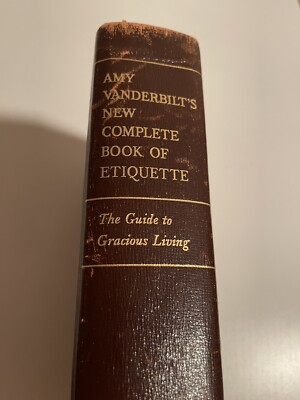 AMY
VANDERBILT'S
NEW
COMPLETE
BOOK OF
ETIQUETTE
The Guide to
Gracious Living